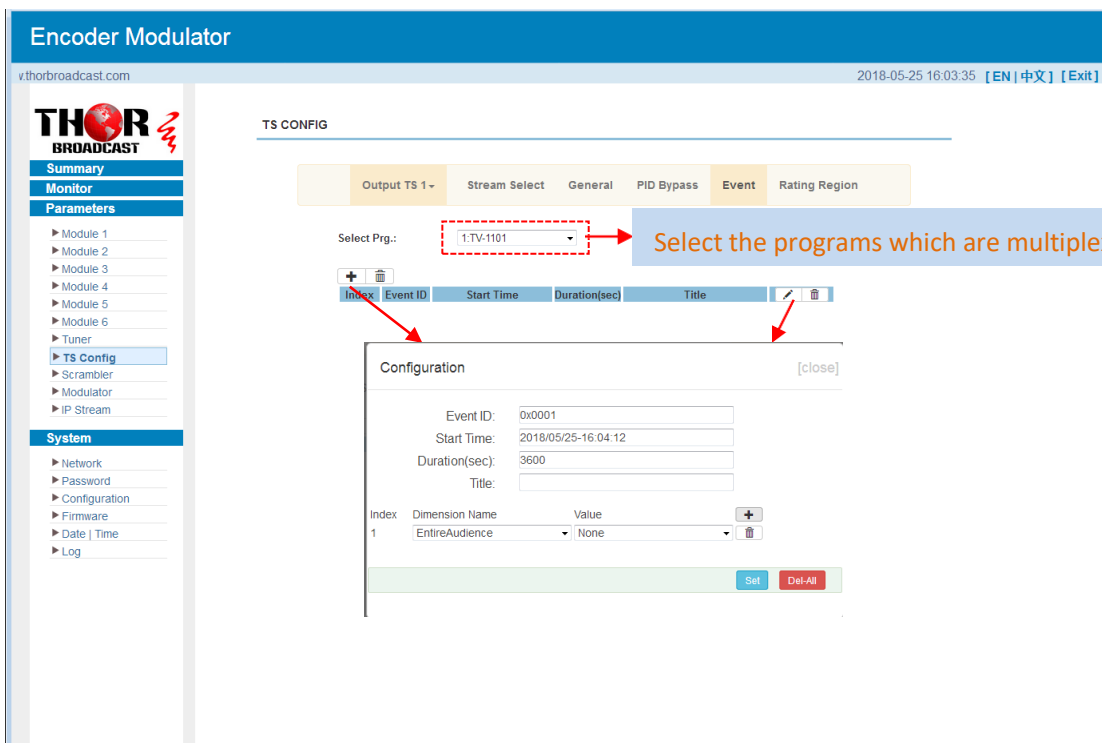 Encoder Modulator
v.thorbroadcast.com
2018-05-25 16:03:35 [ EN | 中文 ] [ Exit ]
THOR
BROADCAST
Summary
Monitor
Parameters
Module 1
Module 2
Module 3
Module 4
Module 5
Module 6
Tuner
TS Config
Scrambler
Modulator
IP Stream
System
Network
Password
Configuration
Firmware
Date | Time
Log
TS CONFIG
Output TS 1 Stream Select General PID Bypass Event Rating Region
Select Prg.: 1:TV-1101
Select the programs which are multiple
Index Event ID Start Time Duration(sec) Title
Configuration [close]
Event ID: 0x0001
Start Time: 2018/05/25-16:04:12
Duration(sec): 3600
Title:
Index Dimension Name Value
1 EntireAudience None
Set Del-All